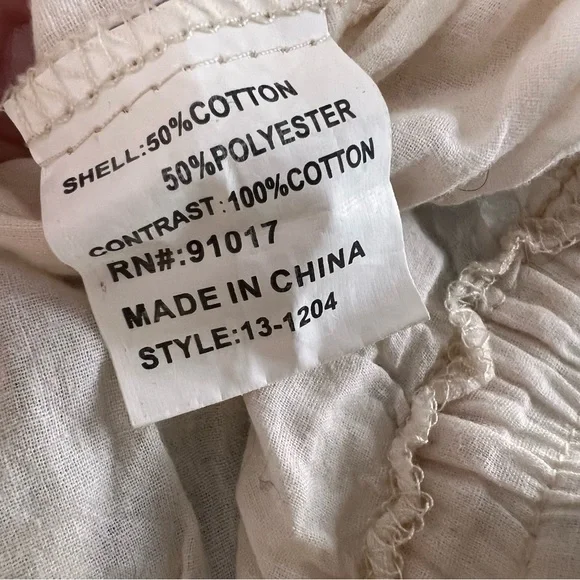 SHELL:50%COTTON
50%POLYESTER
CONTRAST:100%COTTON
RN#:91017
MADE IN CHINA
STYLE:13-1204